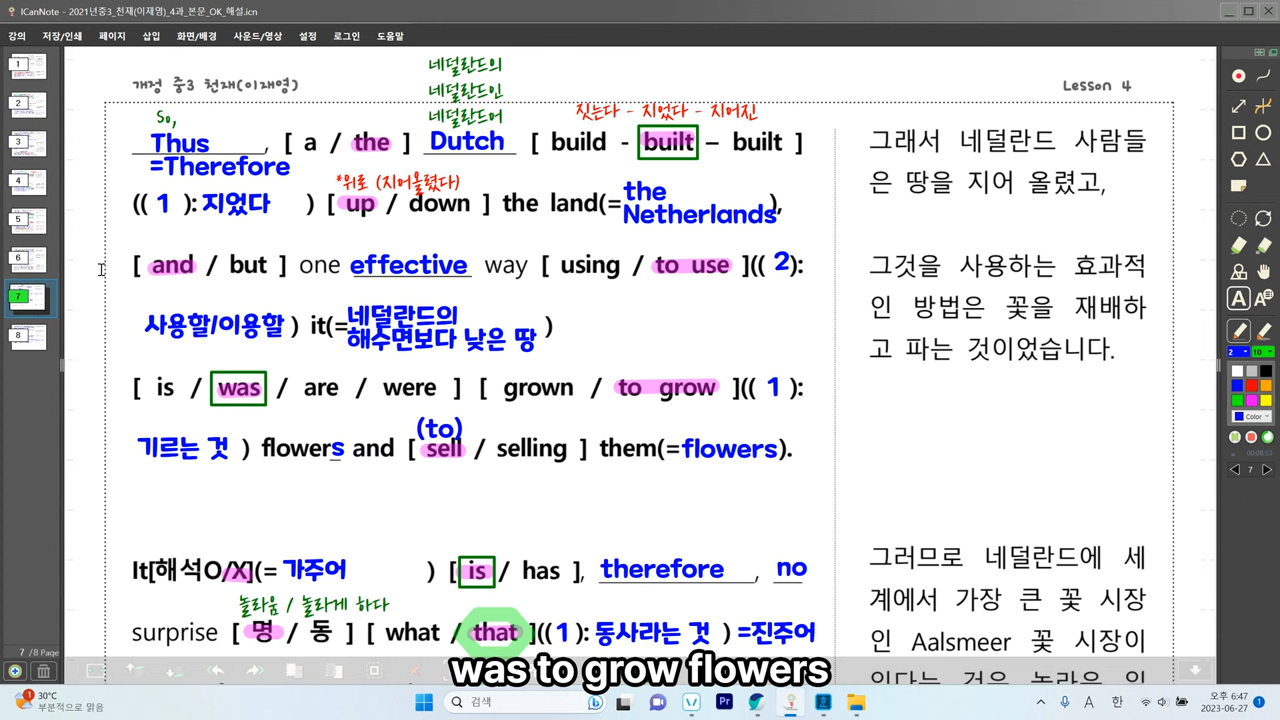 ICanNote - 2021년중3_천재(이재영)_4과_본문_OK_해설.icn
강의 저장/인쇄 페이지 삽입 화면/배경 사운드/영상 설정 로그인 도움말
개정 중3 천재(이재영)
Lesson 4
네덜란드의
네덜란드인
네덜란드어
짓는다 - 지었다 - 지어진
so,
Thus, [ a / the ] Dutch [ build - built – built ]
=Therefore
*위로 (지어올렸다)
(( 1 ): 지었다 ) [ up / down ] the land(=the Netherlands),
[ and / but ] one effective way [ using / to use ](( 2):
사용할/이용할 ) it(=네덜란드의
해수면보다 낮은 땅 )
[ is / was / are / were ] [ grown / to grow ](( 1 ):
(to)
기르는 것 ) flowers and [ sell / selling ] them(=flowers).
It[해석O/X](= 가주어 ) [ is / has ], therefore, no
놀라움 / 놀라게 하다
surprise [ 명 / 동 ] [ what / that ]((1 ): 동사라는 것 ) =진주어
그래서 네덜란드 사람들
은 땅을 지어 올렸고,
그것을 사용하는 효과적
인 방법은 꽃을 재배하
고 파는 것이었습니다.
그러므로 네덜란드에 세
계에서 가장 큰 꽃 시장
인 Aalsmeer 꽃 시장이
was to grow flowers
1
2
3
4
5
6
7
8
7 /8 Page
2
10
00:08:53
7
30°C
부분적으로 맑음
검색
A 한
오후 6:47
2023-06-27